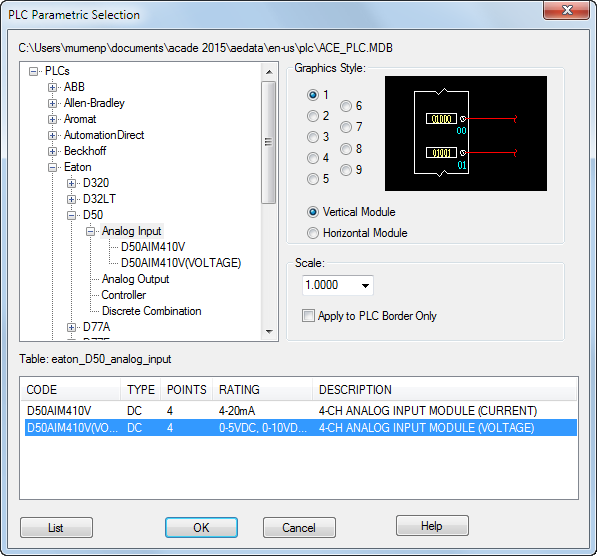 PLC Parametric Selection
C:\Users\mumenp\documents\acade 2015\aedata\en-us\plc\ACE_PLC.MDB
PLCs
ABB
Allen-Bradley
Aromat
AutomationDirect
Beckhoff
Eaton
D320
D32LT
D50
Analog Input
D50AIM410V
D50AIM410V(VOLTAGE)
Analog Output
Controller
Discrete Combination
D77A
Graphics Style:
1
2
3
4
5
6
7
8
9
01000
00
01001
01
Vertical Module
Horizontal Module
Scale:
1.0000
Apply to PLC Border Only
Table: eaton_D50_analog_input
CODE TYPE POINTS RATING DESCRIPTION
D50AIM410V DC 4 4-20mA 4-CH ANALOG INPUT MODULE (CURRENT)
D50AIM410V(VO... DC 4 0-5VDC, 0-10VD... 4-CH ANALOG INPUT MODULE (VOLTAGE)
List OK Cancel Help